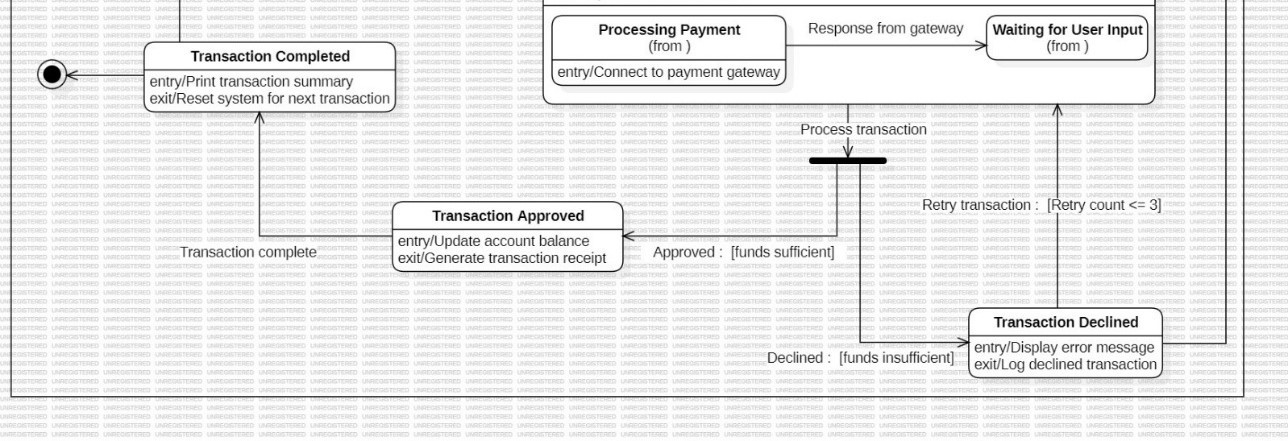 Processing Payment
(from )
entry/Connect to payment gateway
Response from gateway
Waiting for User Input
(from )
Transaction Completed
entry/Print transaction summary
exit/Reset system for next transaction
Process transaction
Retry transaction : [Retry count <= 3]
Transaction Approved
entry/Update account balance
exit/Generate transaction receipt
Transaction complete
Approved : [funds sufficient]
Transaction Declined
entry/Display error message
exit/Log declined transaction
Declined : [funds insufficient]
UNREGISTERED